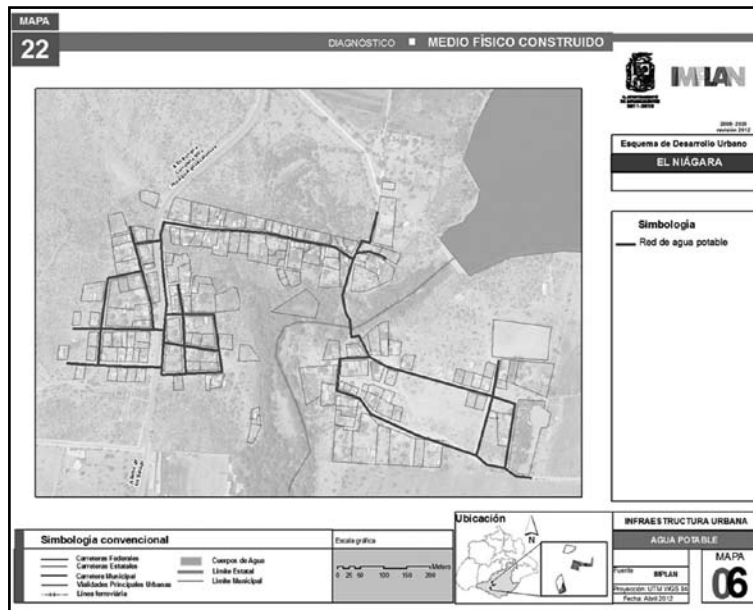 MAPA
22
DIAGNÓSTICO ■ MEDIO FÍSICO CONSTRUIDO
IMPLAN
revisión 2012
Esquema de Desarrollo Urbano
EL NIÁGARA
Simbología
Red de agua potable
Simbología convencional
Carreteras Federales
Carreteras Estatales
Carretera Municipal
Vialidades Principales Urbanas
Línea ferroviaria
Cuerpos de Agua
Límite Estatal
Límite Municipal
Escala gráfica
0 25 50 100 150 200
Meters
Ubicación
N
INFRAESTRUCTURA URBANA
AGUA POTABLE
Fuente IMPLAN
Proyección: UTM WGS 84
Fecha: Abril 2012
MAPA
06